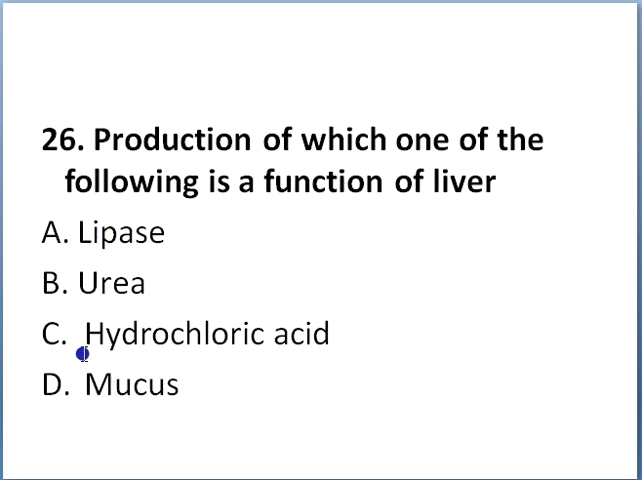 26. Production of which one of the
following is a function of liver
A. Lipase
B. Urea
C. Hydrochloric acid
D. Mucus